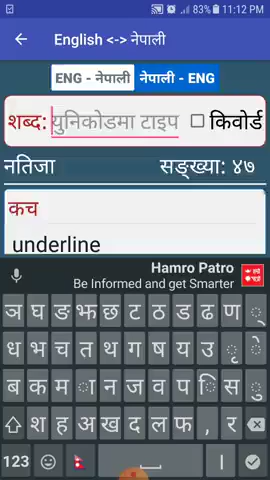 83% 11:12 PM
English <-> नेपाली
ENG - नेपाली नेपाली - ENG
शब्द: युनिकोडमा टाइप किवोर्ड
नतिजा सङ्ख्या: ४७
कच
underline
Hamro Patro
Be Informed and get Smarter
ञ घ ङ झ छ ट ठ ड ढ ण ्
ध भ च त थ ग ष य उ ृ े
ब क म ा न ज व प ि स ु
श ह अ ख द ल फ , र
123 ।